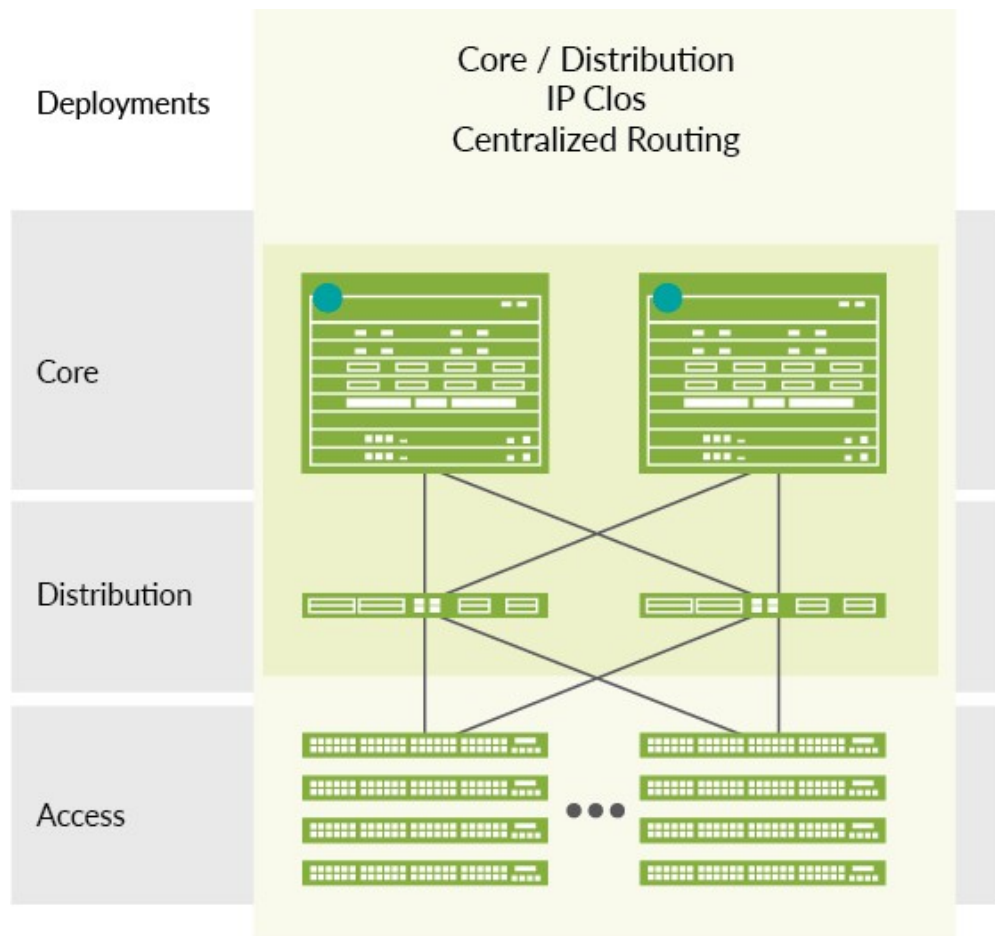 Deployments
Core / Distribution
IP Clos
Centralized Routing
Core
Distribution
Access